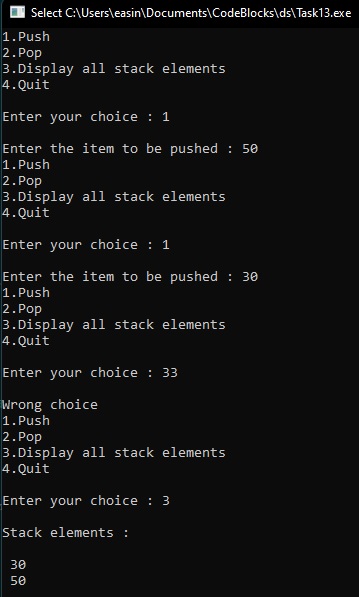 Select C:\Users\easin\Documents\CodeBlocks\ds\Task13.exe
1.Push
2.Pop
3.Display all stack elements
4.Quit
Enter your choice : 1
Enter the item to be pushed : 50
1.Push
2.Pop
3.Display all stack elements
4.Quit
Enter your choice : 1
Enter the item to be pushed : 30
1.Push
2.Pop
3.Display all stack elements
4.Quit
Enter your choice : 33
Wrong choice
1.Push
2.Pop
3.Display all stack elements
4.Quit
Enter your choice : 3
Stack elements :
30
50